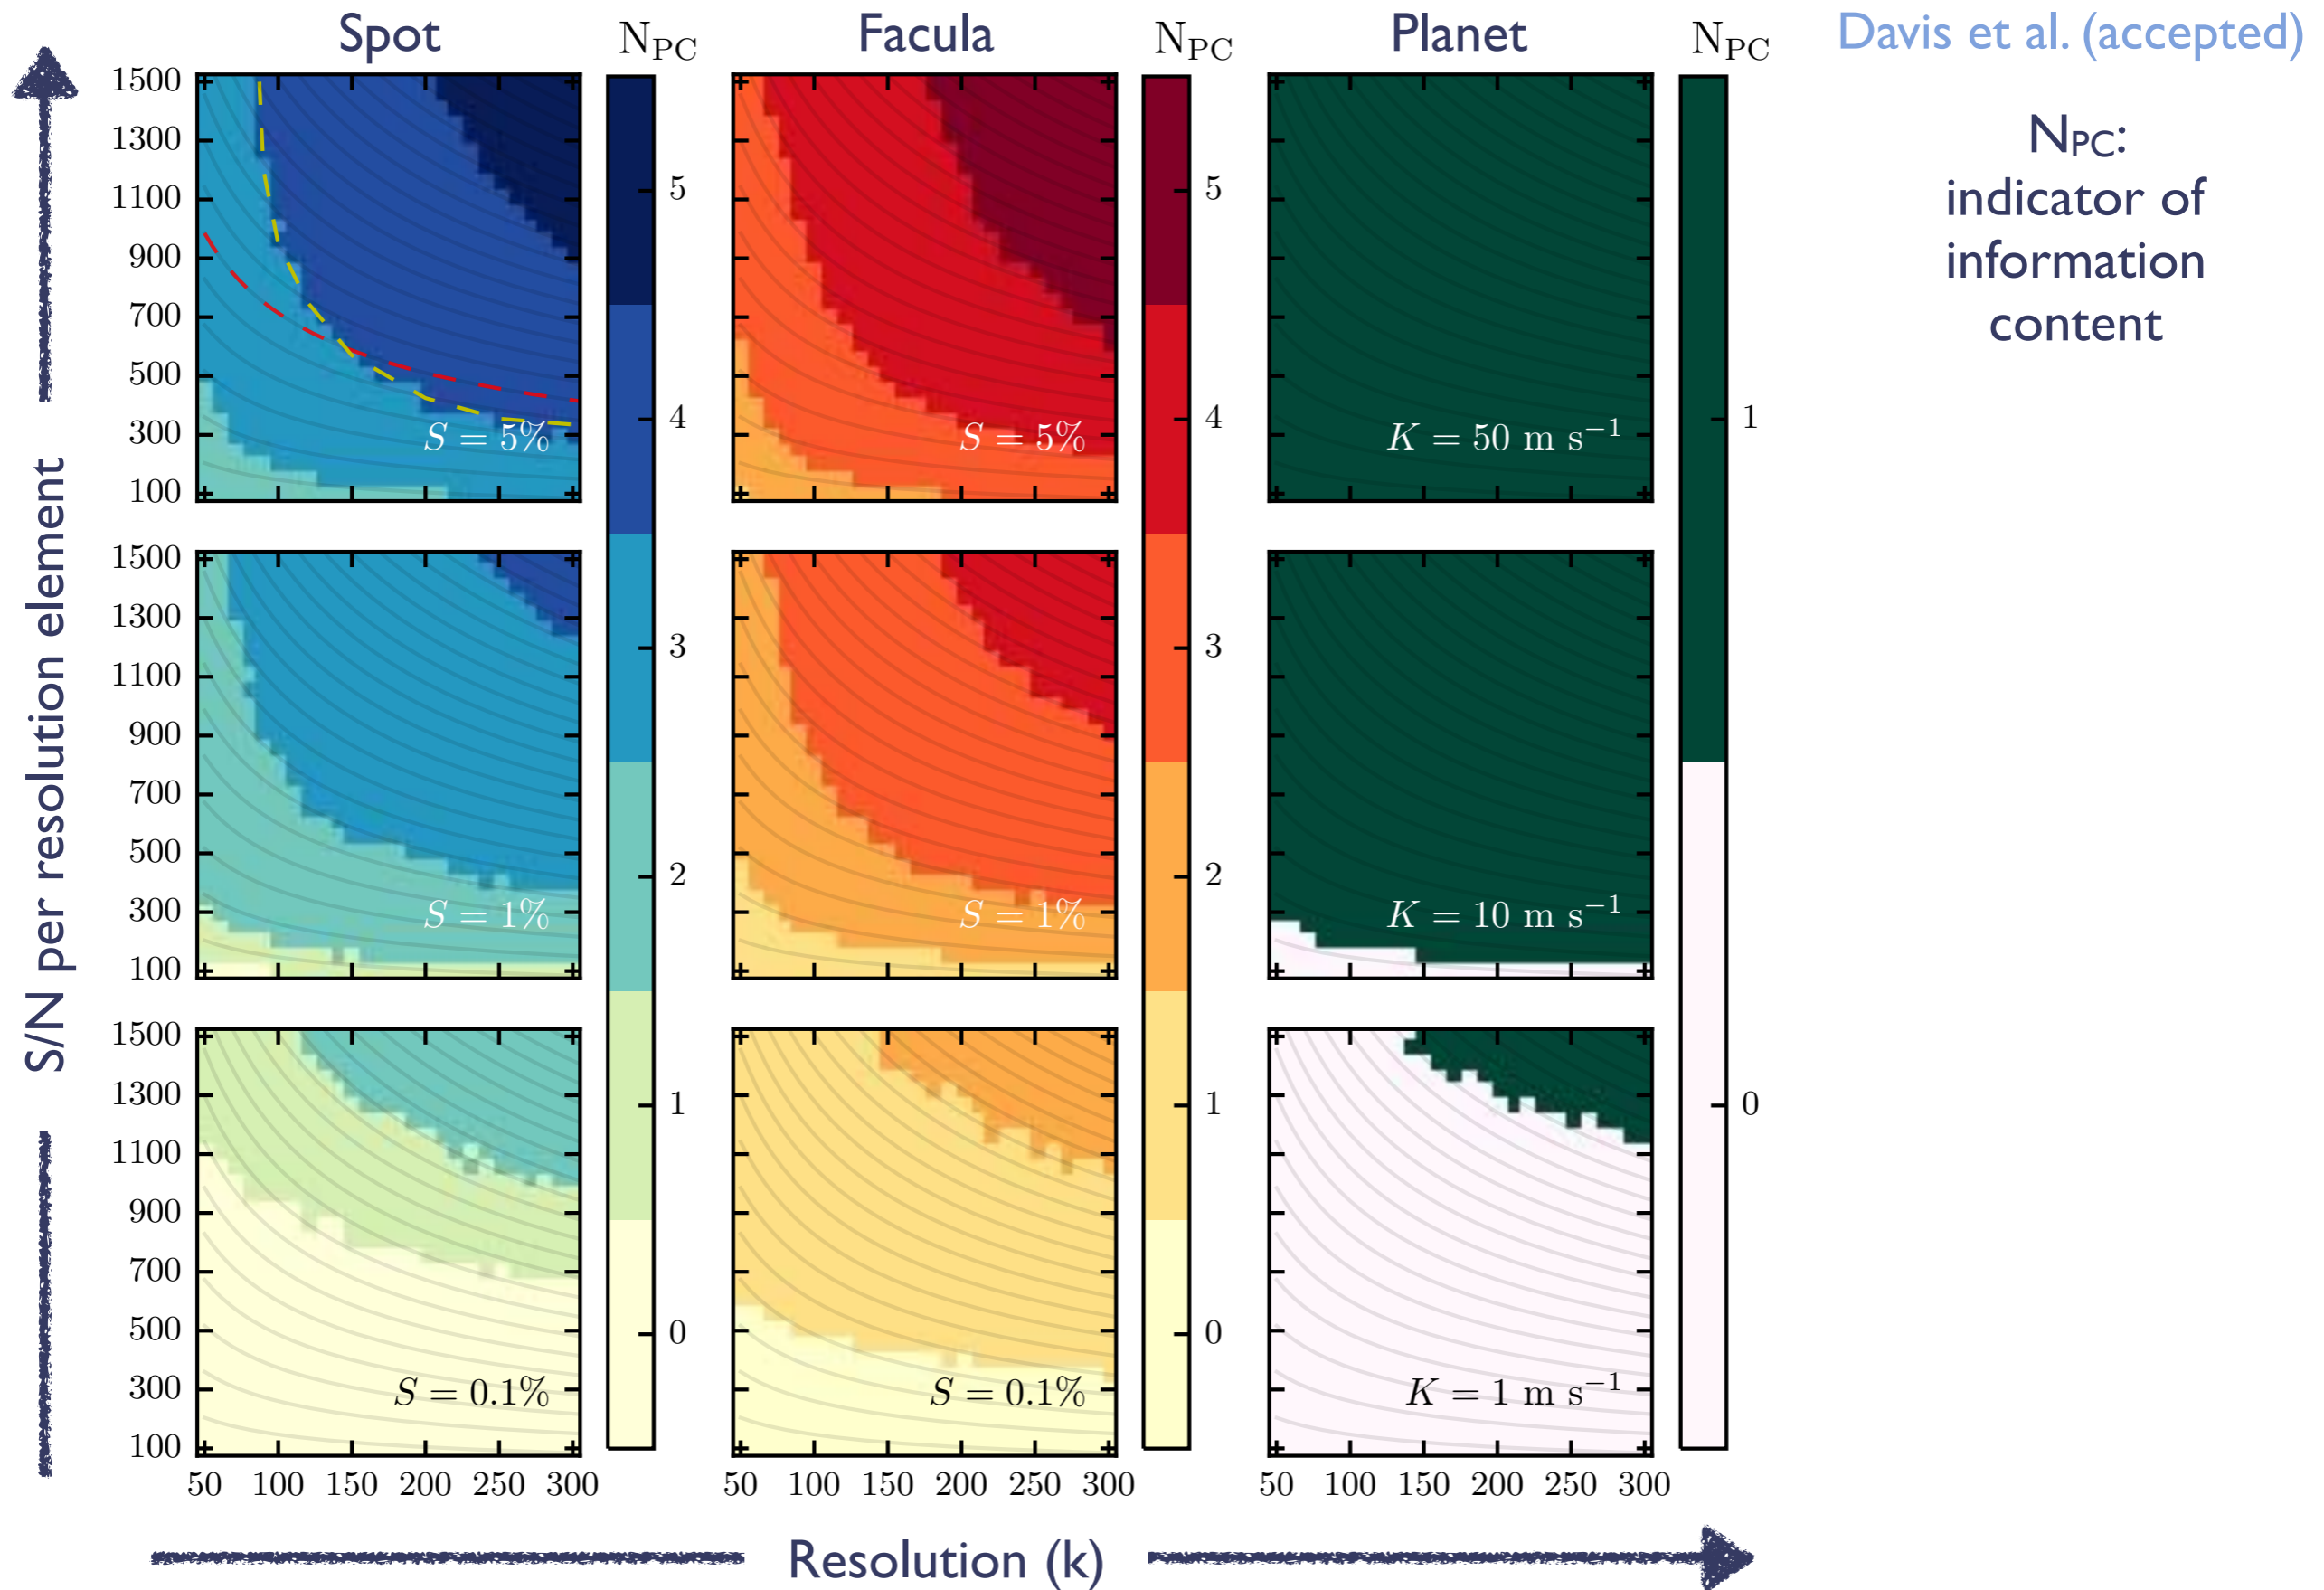 Spot
N_PC
Facula
N_PC
Planet
N_PC
Davis et al. (accepted)
N_PC:
indicator of
information
content
S/N per resolution element
1500
1300
1100
900
700
500
300
100
S = 5%
5
4
3
2
1
0
S = 5%
5
4
3
2
1
0
K = 50 m s⁻¹
1
0
1500
1300
1100
900
700
500
300
100
S = 1%
S = 1%
K = 10 m s⁻¹
1500
1300
1100
900
700
500
300
100
S = 0.1%
S = 0.1%
K = 1 m s⁻¹
50 100 150 200 250 300
50 100 150 200 250 300
50 100 150 200 250 300
Resolution (k)